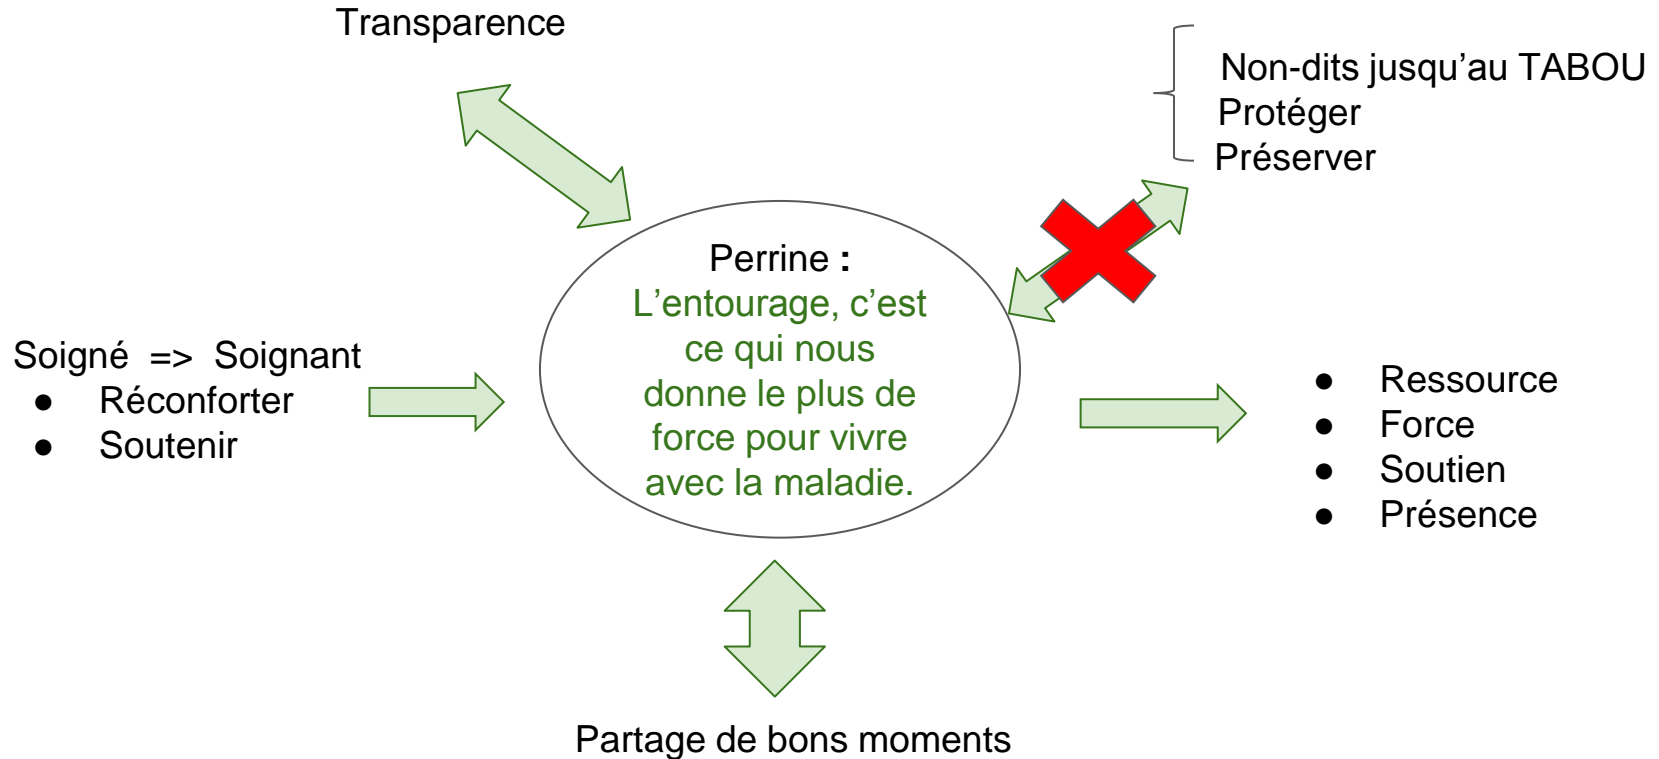 Transparence
Non-dits jusqu’au TABOU
Protéger
Préserver
Perrine :
L’entourage, c’est
ce qui nous
donne le plus de
force pour vivre
avec la maladie.
Soigné => Soignant
● Réconforter
● Soutenir
● Ressource
● Force
● Soutien
● Présence
Partage de bons moments